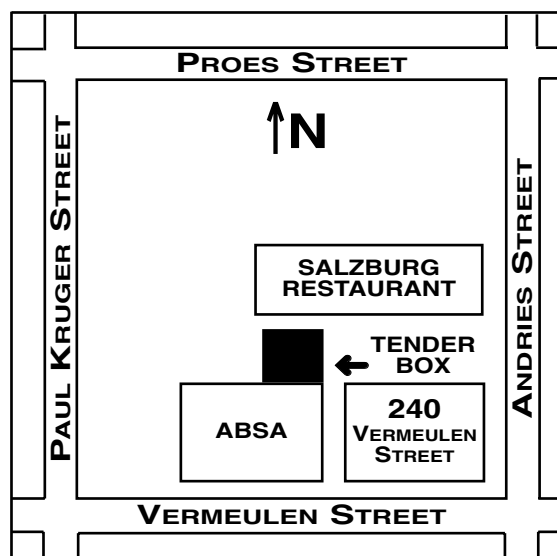 PROES STREET
N
PAUL KRUGER STREET
ANDRIES STREET
SALZBURG
RESTAURANT
TENDER
BOX
ABSA
240
VERMEULEN
STREET
VERMEULEN STREET